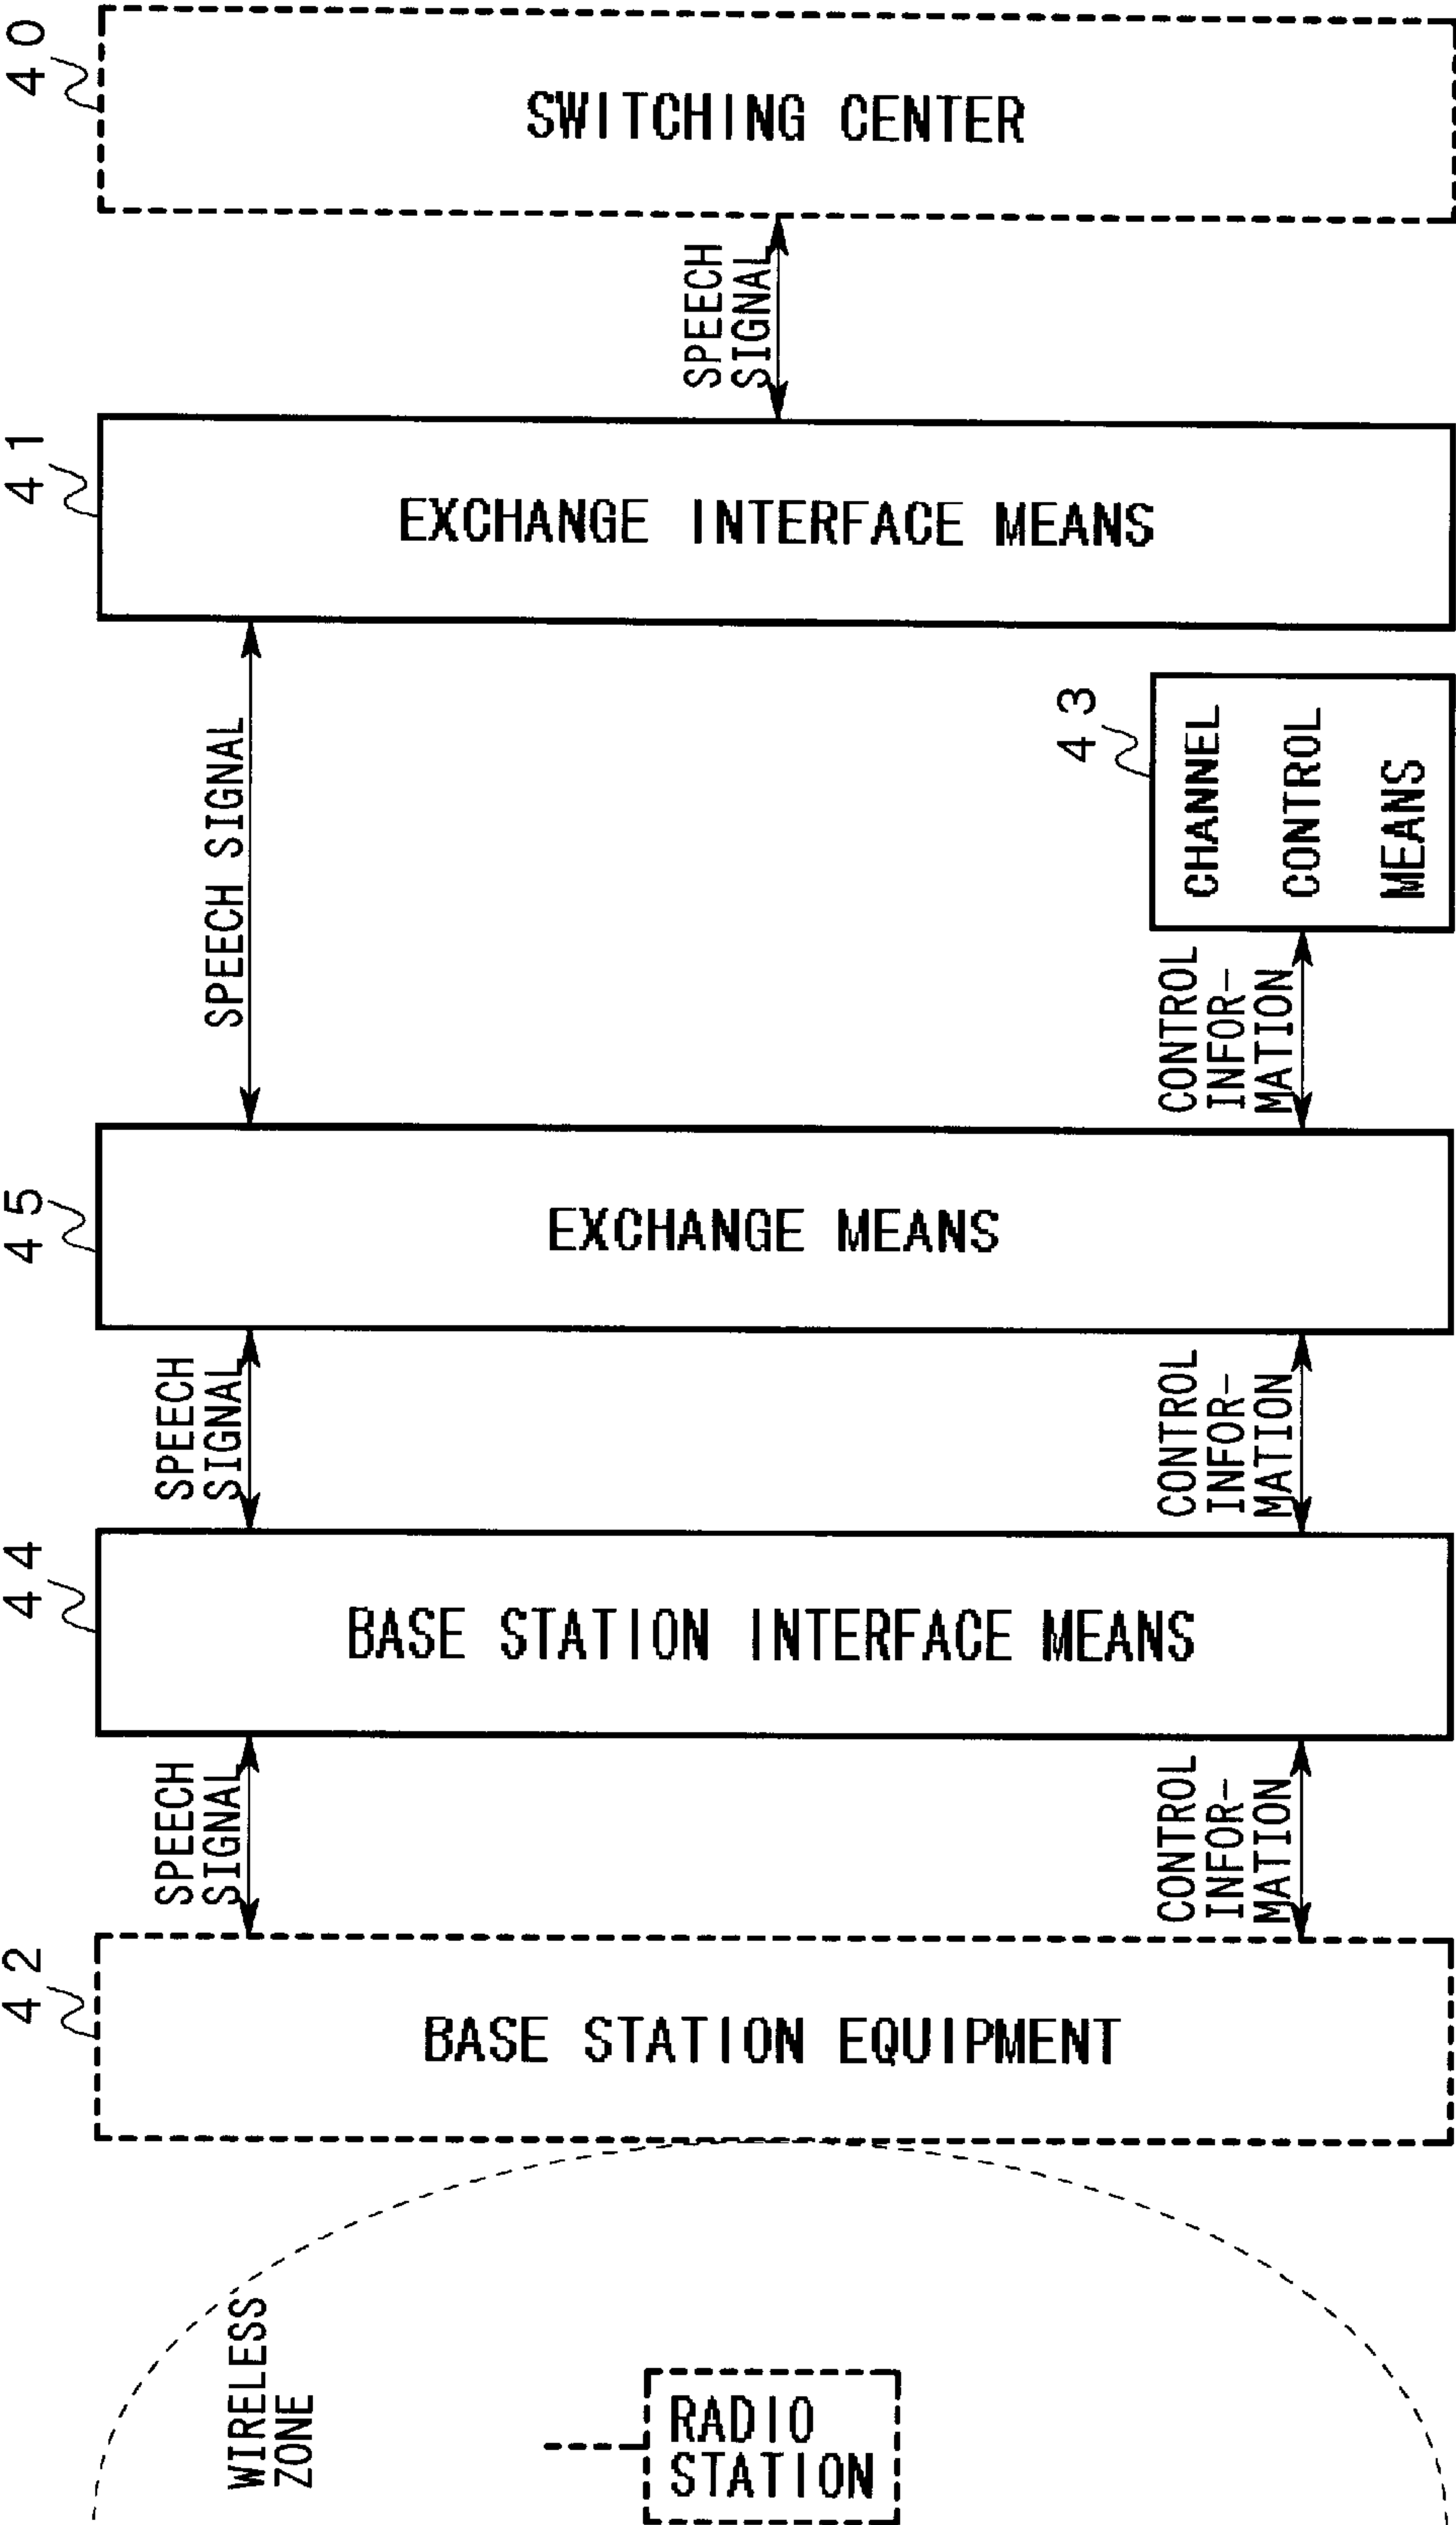 40
SWITCHING CENTER
SPEECH
SIGNAL
41
EXCHANGE INTERFACE MEANS
SPEECH SIGNAL
43
CHANNEL
CONTROL
MEANS
CONTROL
INFOR-
MATION
45
EXCHANGE MEANS
SPEECH
SIGNAL
CONTROL
INFOR-
MATION
44
BASE STATION INTERFACE MEANS
SPEECH
SIGNAL
CONTROL
INFOR-
MATION
42
BASE STATION EQUIPMENT
WIRELESS
ZONE
RADIO
STATION